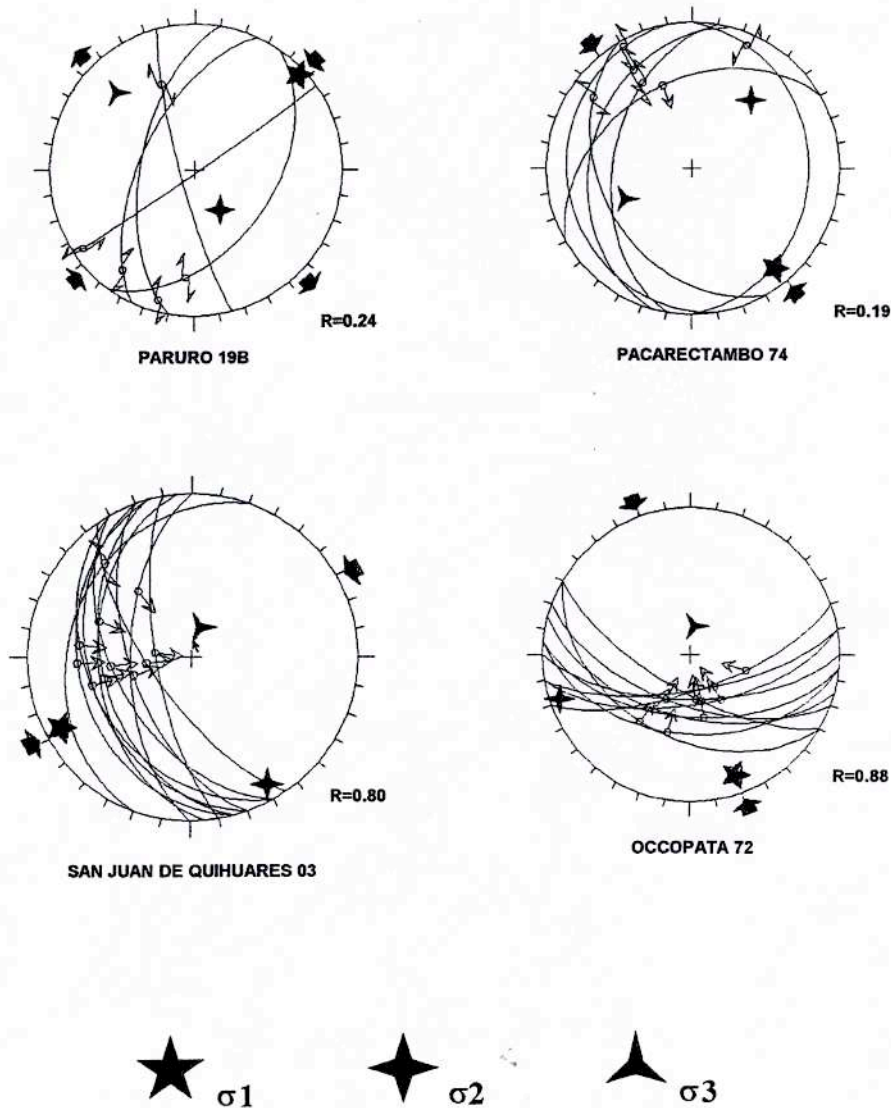 R=0.24
PARURO 19B
R=0.19
PACARECTAMBO 74
R=0.80
SAN JUAN DE QUIHUARES 03
R=0.88
OCCOPATA 72
σ1 σ2 σ3